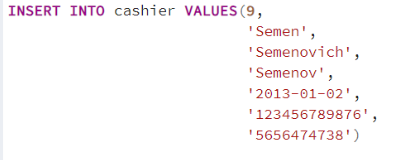 INSERT INTO cashier VALUES(9,
'Semen',
'Semenovich',
'Semenov',
'2013-01-02',
'123456789876',
'5656474738')